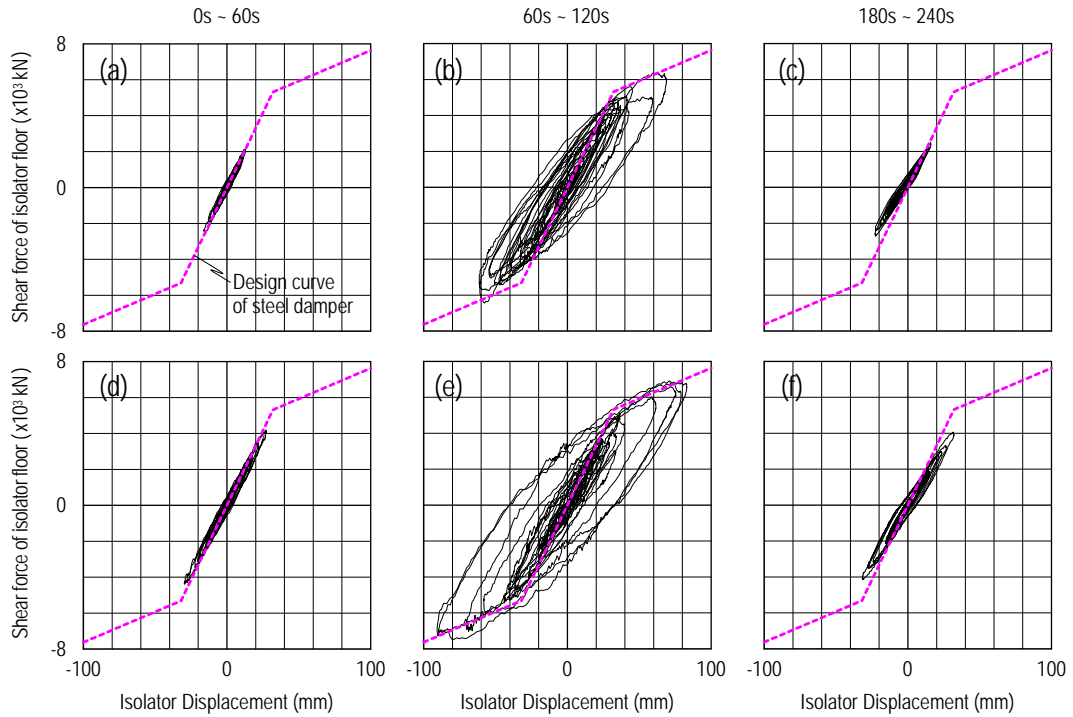 0s ~ 60s
60s ~ 120s
180s ~ 240s
8
(a)
(b)
(c)
Shear force of isolator floor (x10³ kN)
0
Design curve
of steel damper
-8
8
(d)
(e)
(f)
Shear force of isolator floor (x10³ kN)
0
-8
-100
0
100
-100
0
100
-100
0
100
Isolator Displacement (mm)
Isolator Displacement (mm)
Isolator Displacement (mm)